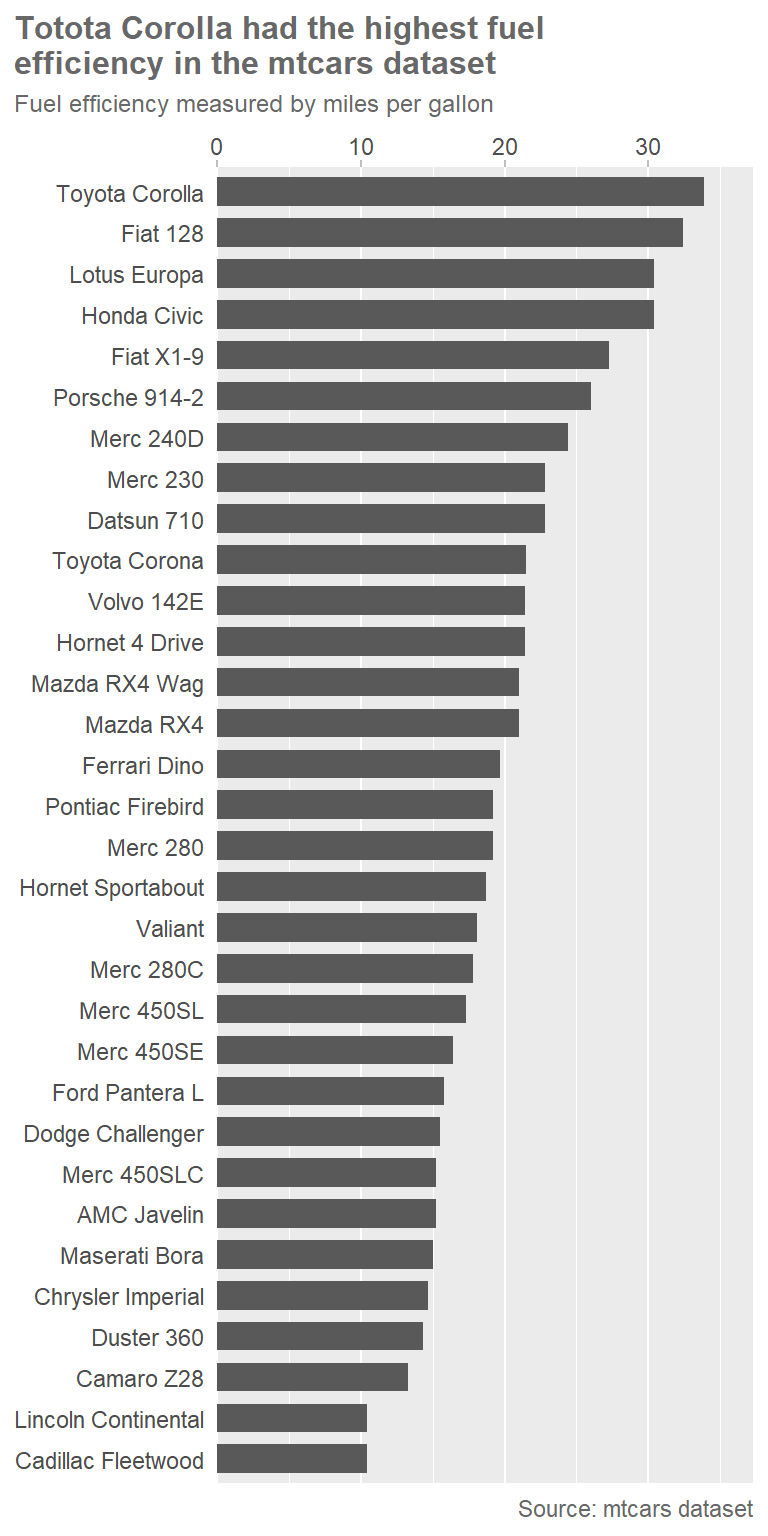 Totota Corolla had the highest fuel
efficiency in the mtcars dataset
Fuel efficiency measured by miles per gallon
0 10 20 30
Toyota Corolla
Fiat 128
Lotus Europa
Honda Civic
Fiat X1-9
Porsche 914-2
Merc 240D
Merc 230
Datsun 710
Toyota Corona
Volvo 142E
Hornet 4 Drive
Mazda RX4 Wag
Mazda RX4
Ferrari Dino
Pontiac Firebird
Merc 280
Hornet Sportabout
Valiant
Merc 280C
Merc 450SL
Merc 450SE
Ford Pantera L
Dodge Challenger
Merc 450SLC
AMC Javelin
Maserati Bora
Chrysler Imperial
Duster 360
Camaro Z28
Lincoln Continental
Cadillac Fleetwood
Source: mtcars dataset